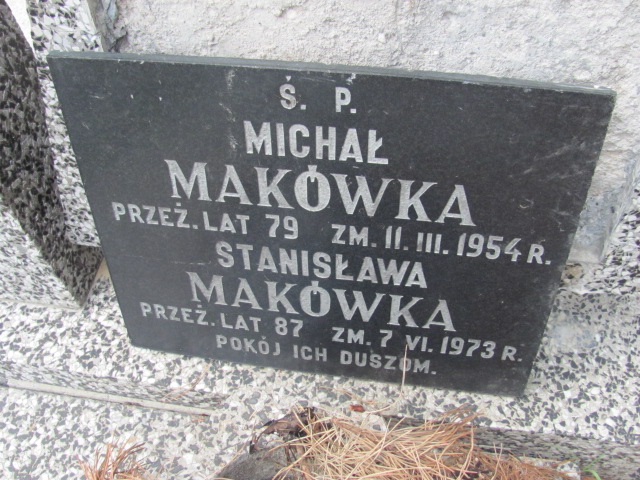 Ś. P.
MICHAŁ
MAKÓWKA
PRZEŻ. LAT 79 ZM. 11. III. 1954 R.
STANISŁAWA
MAKÓWKA
PRZEŻ. LAT 87 ZM. 7 VI. 1973 R.
POKÓJ ICH DUSZOM.